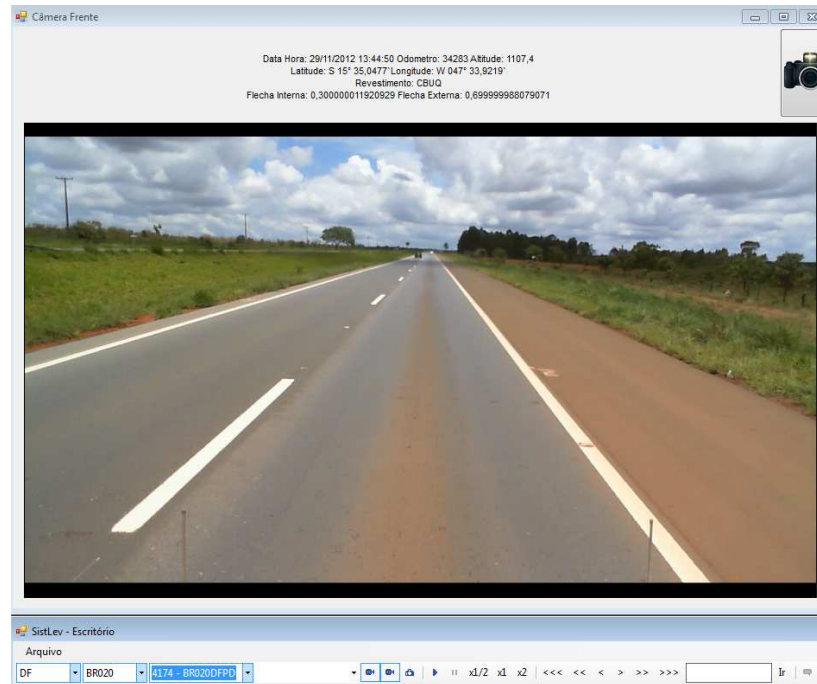 Câmera Frente
Data Hora: 29/11/2012 13:44:50 Odometro: 34283 Altitude: 1107,4
Latitude: S 15° 35,0477`Longitude: W 047° 33,9219`
Revestimento: CBUQ
Flecha Interna: 0,300000011920929 Flecha Externa: 0,699999988079071
SistLev - Escritório
Arquivo
DF BR020 4174 - BR020DFPD x1/2 x1 x2 <<< << < > >> >>> Ir